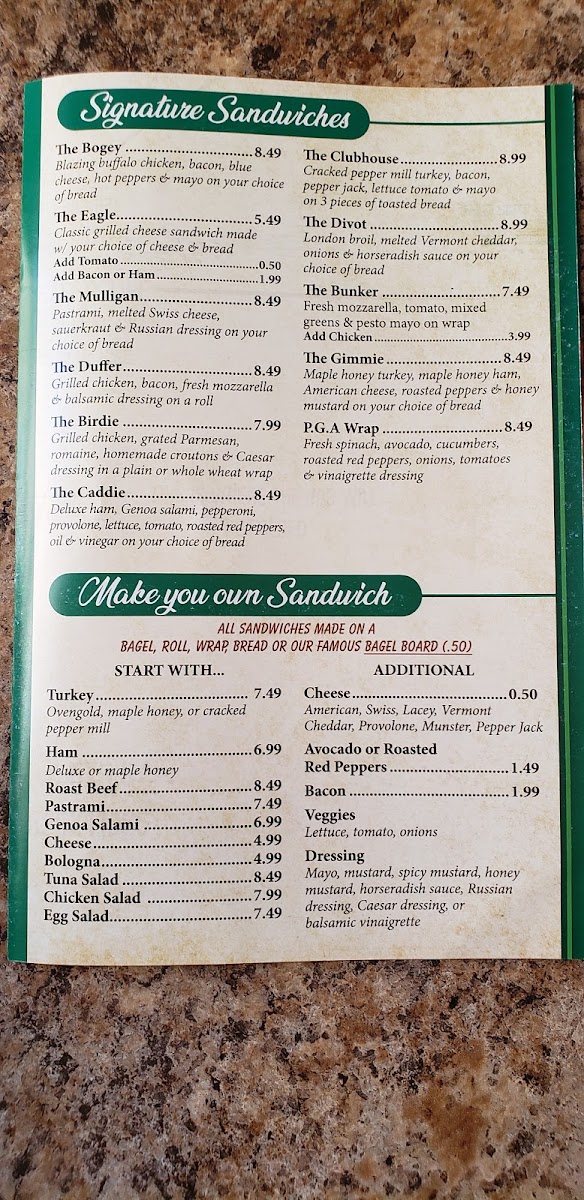 Signature Sandwiches
The Bogey ..............................8.49
Blazing buffalo chicken, bacon, blue
cheese, hot peppers & mayo on your choice
of bread
The Eagle................................5.49
Classic grilled cheese sandwich made
w/ your choice of cheese & bread
Add Tomato ..........................................0.50
Add Bacon or Ham..............................1.99
The Mulligan..........................8.49
Pastrami, melted Swiss cheese,
sauerkraut & Russian dressing on your
choice of bread
The Duffer..............................8.49
Grilled chicken, bacon, fresh mozzarella
& balsamic dressing on a roll
The Birdie ..............................7.99
Grilled chicken, grated Parmesan,
romaine, homemade croutons & Caesar
dressing in a plain or whole wheat wrap
The Caddie.............................8.49
Deluxe ham, Genoa salami, pepperoni,
provolone, lettuce, tomato, roasted red peppers,
oil & vinegar on your choice of bread
The Clubhouse.......................8.99
Cracked pepper mill turkey, bacon,
pepper jack, lettuce tomato & mayo
on 3 pieces of toasted bread
The Divot ..............................8.99
London broil, melted Vermont cheddar,
onions & horseradish sauce on your
choice of bread
The Bunker ...........................7.49
Fresh mozzarella, tomato, mixed
greens & pesto mayo on wrap
Add Chicken........................................3.99
The Gimmie ..........................8.49
Maple honey turkey, maple honey ham,
American cheese, roasted peppers & honey
mustard on your choice of bread
P.G.A Wrap ...........................8.49
Fresh spinach, avocado, cucumbers,
roasted red peppers, onions, tomatoes
& vinaigrette dressing
Make you own Sandwich
ALL SANDWICHES MADE ON A
BAGEL, ROLL, WRAP, BREAD OR OUR FAMOUS BAGEL BOARD (.50)
START WITH...
Turkey................................... 7.49
Ovengold, maple honey, or cracked
pepper mill
Ham ......................................6.99
Deluxe or maple honey
Roast Beef..............................8.49
Pastrami.................................7.49
Genoa Salami ........................6.99
Cheese....................................4.99
Bologna..................................4.99
Tuna Salad .............................8.49
Chicken Salad .......................7.99
Egg Salad................................7.49
ADDITIONAL
Cheese...................................0.50
American, Swiss, Lacey, Vermont
Cheddar, Provolone, Munster, Pepper Jack
Avocado or Roasted
Red Peppers ...........................1.49
Bacon ....................................1.99
Veggies
Lettuce, tomato, onions
Dressing
Mayo, mustard, spicy mustard, honey
mustard, horseradish sauce, Russian
dressing, Caesar dressing, or
balsamic vinaigrette